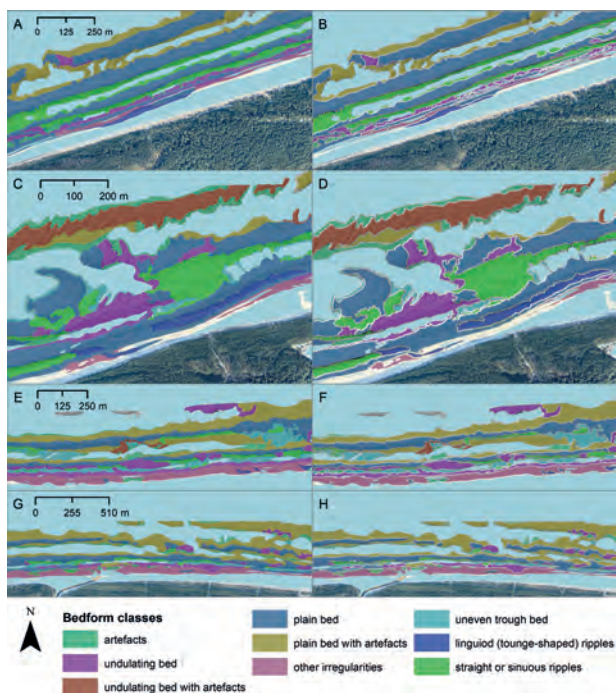 A
0 125 250 m
B
C
0 100 200 m
D
E
0 125 250 m
F
G
0 255 510 m
H
N
Bedform classes
artefacts
undulating bed
undulating bed with artefacts
plain bed
plain bed with artefacts
other irregularities
uneven trough bed
linguiod (tounge-shaped) ripples
straight or sinuous ripples